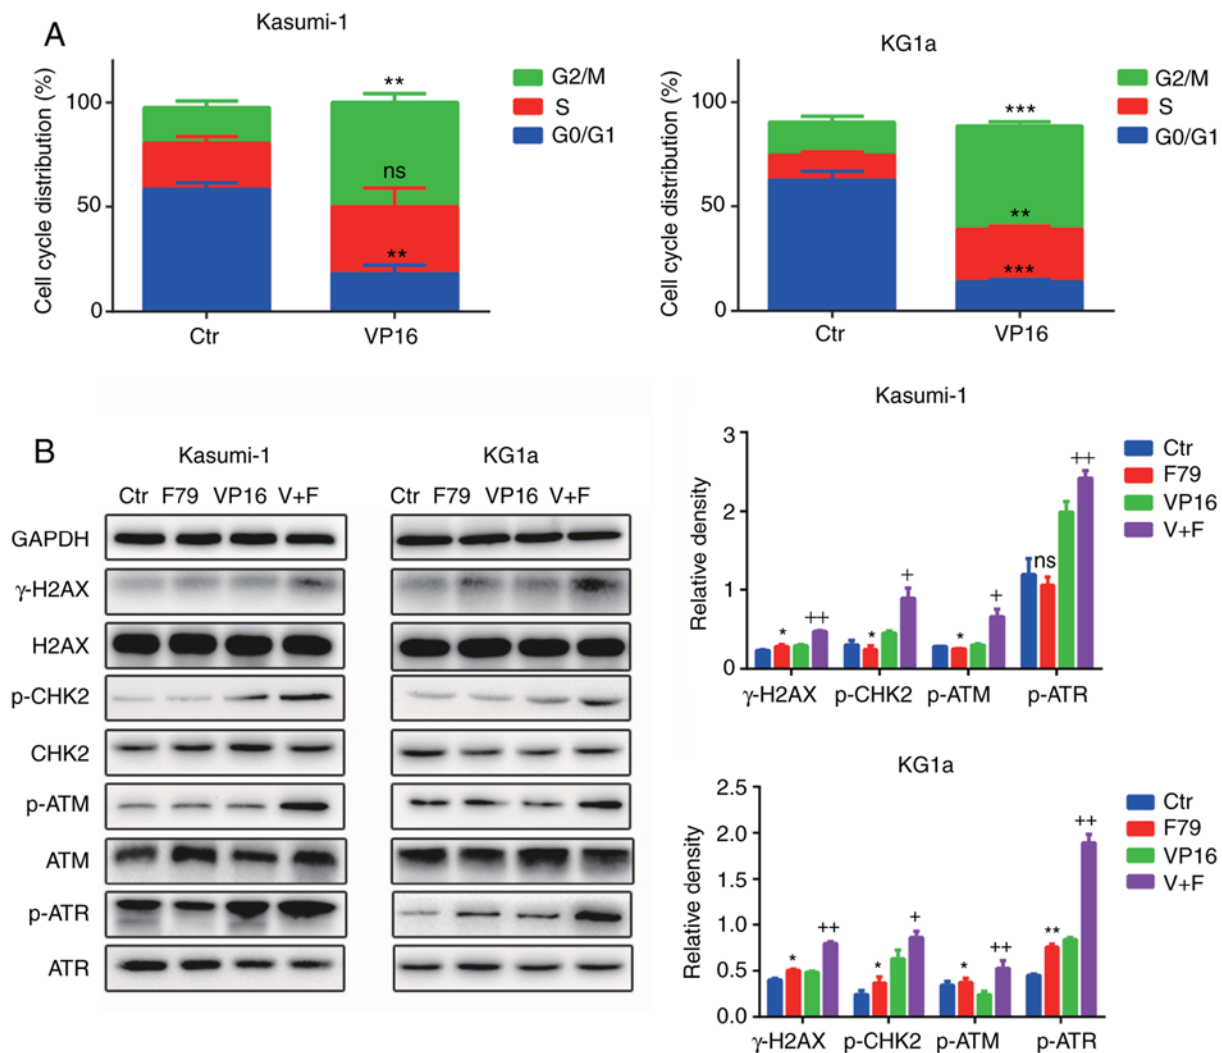 A
Kasumi-1
Cell cycle distribution (%)
100
50
0
**
ns
**
Ctr
VP16
G2/M
S
G0/G1
KG1a
Cell cycle distribution (%)
100
50
0
***
**
***
Ctr
VP16
G2/M
S
G0/G1
B
Kasumi-1
KG1a
Ctr F79 VP16 V+F
Ctr F79 VP16 V+F
GAPDH
γ-H2AX
H2AX
p-CHK2
CHK2
p-ATM
ATM
p-ATR
ATR
Kasumi-1
Relative density
3
2
1
0
*
++
*
+
*
+
ns
++
γ-H2AX p-CHK2 p-ATM p-ATR
Ctr
F79
VP16
V+F
KG1a
Relative density
2.5
2.0
1.5
1.0
0.5
0.0
*
++
*
+
*
++
**
++
γ-H2AX p-CHK2 p-ATM p-ATR
Ctr
F79
VP16
V+F